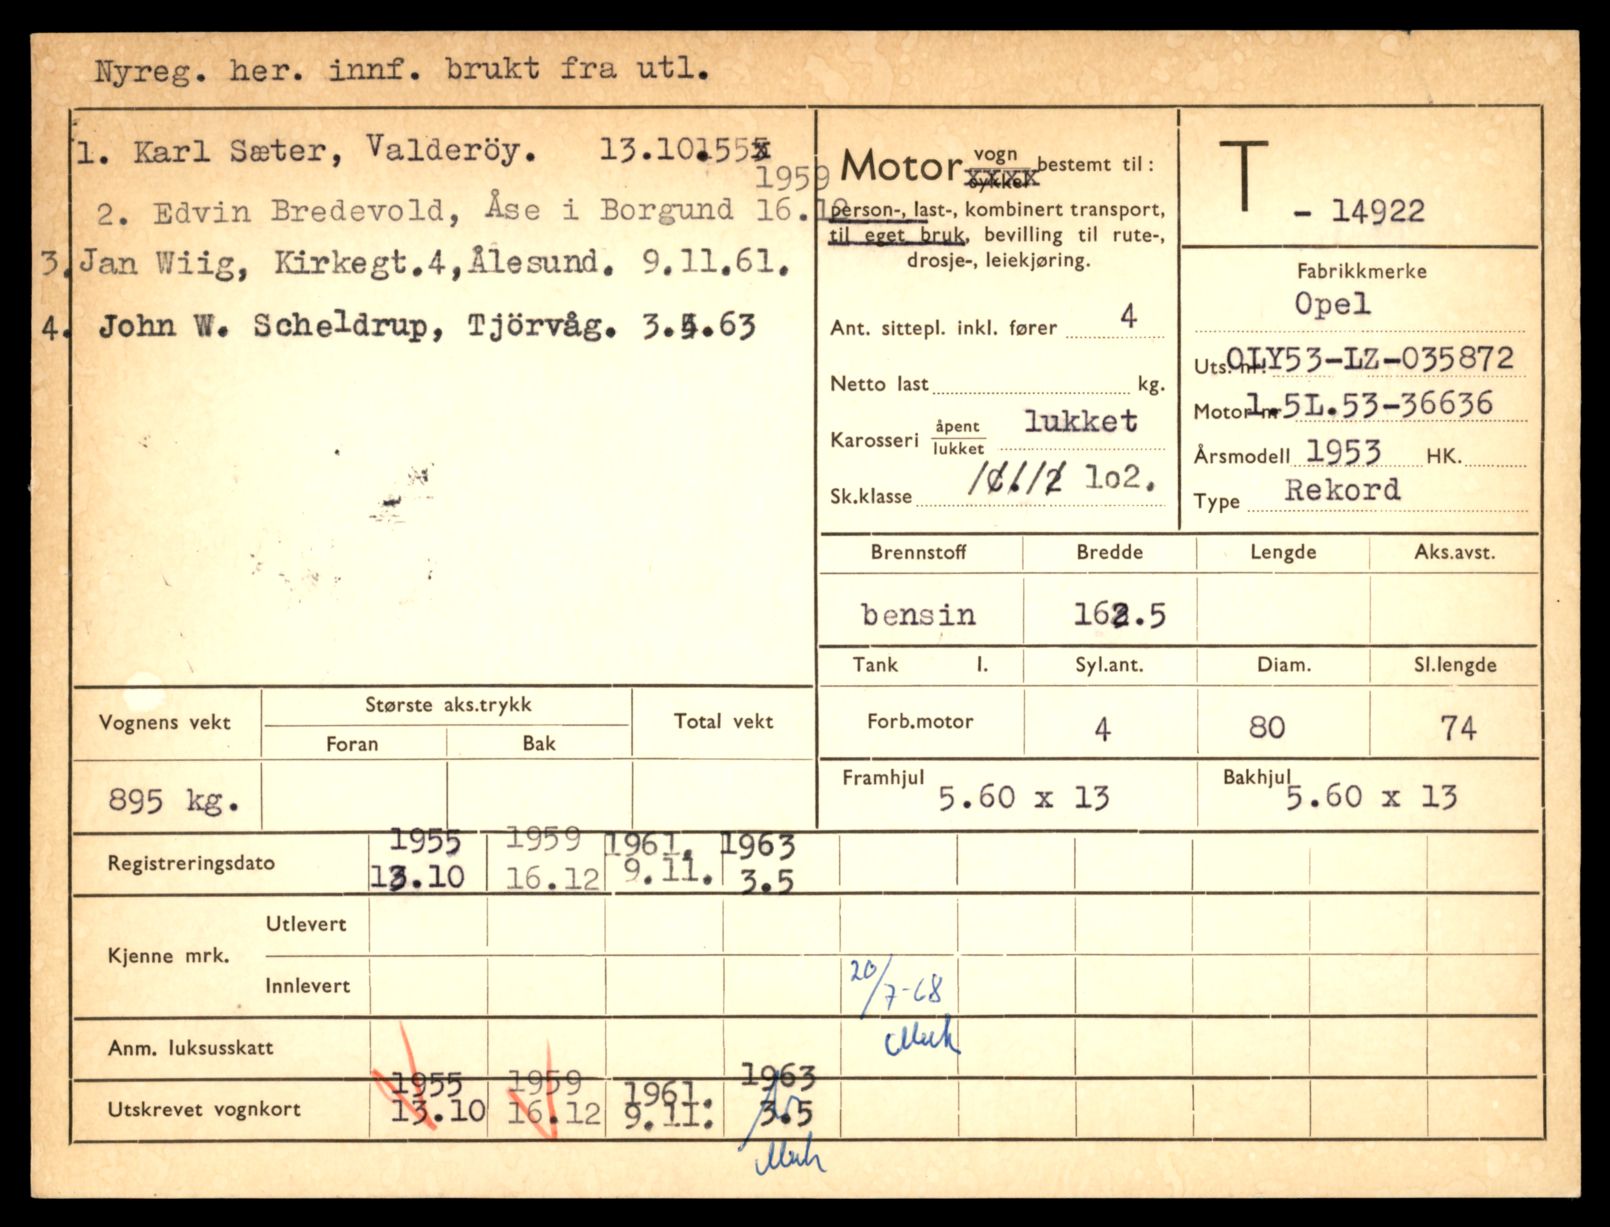 Nyreg. her. innf. brukt fra utl.
1. Karl Sæter, Valderöy. 13.10.1955
1959
2. Edvin Bredevold, Åse i Borgund 16.12
3. Jan Wiig, Kirkegt.4, Ålesund. 9.11.61.
4. John W. Scheldrup, Tjörvåg. 3.5.63
Motor vogn sykkel bestemt til:
person-, last-, kombinert transport,
til eget bruk, bevilling til rute-,
drosje-, leiekjøring.
Ant. sittepl. inkl. fører 4
Netto last kg.
Karosseri åpent lukket lukket
Sk.klasse 1o2.
T - 14922
Fabrikkmerke
Opel
Uts. nr. OLY53-LZ-035872
Motor nr. 1.5L.53-36636
Årsmodell 1953 HK.
Type Rekord
Brennstoff Bredde Lengde Aks.avst.
bensin 162.5
Tank l. Syl.ant. Diam. Sl.lengde
Forb.motor 4 80 74
Framhjul 5.60 x 13 Bakhjul 5.60 x 13
Vognens vekt Største aks.trykk Total vekt
Foran Bak
895 kg.
1955 1959 1961. 1963
Registreringsdato
13.10 16.12 9.11. 3.5
Kjenne mrk.
Utlevert
Innlevert 20/7-68
Anm. luksusskatt
1955 1959 1961. 1963
Utskrevet vognkort 13.10 16.12 9.11. 3.5